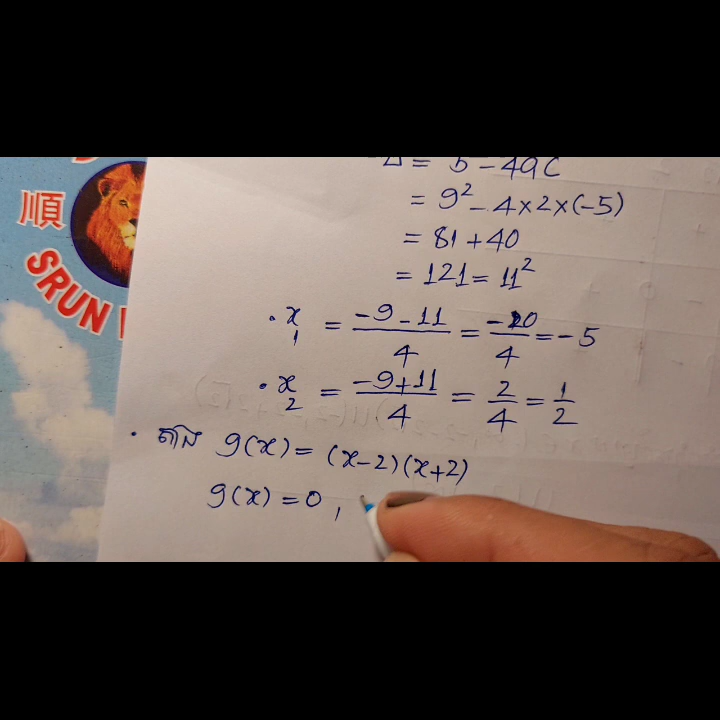 順
SRUN
Δ = b - 4ac
= 9² - 4×2×(-5)
= 81 + 40
= 121 = 11²
· x₁ = (-9-11)/4 = -20/4 = -5
· x₂ = (-9+11)/4 = 2/4 = 1/2
· តាង g(x) = (x-2)(x+2)
g(x) = 0 ,